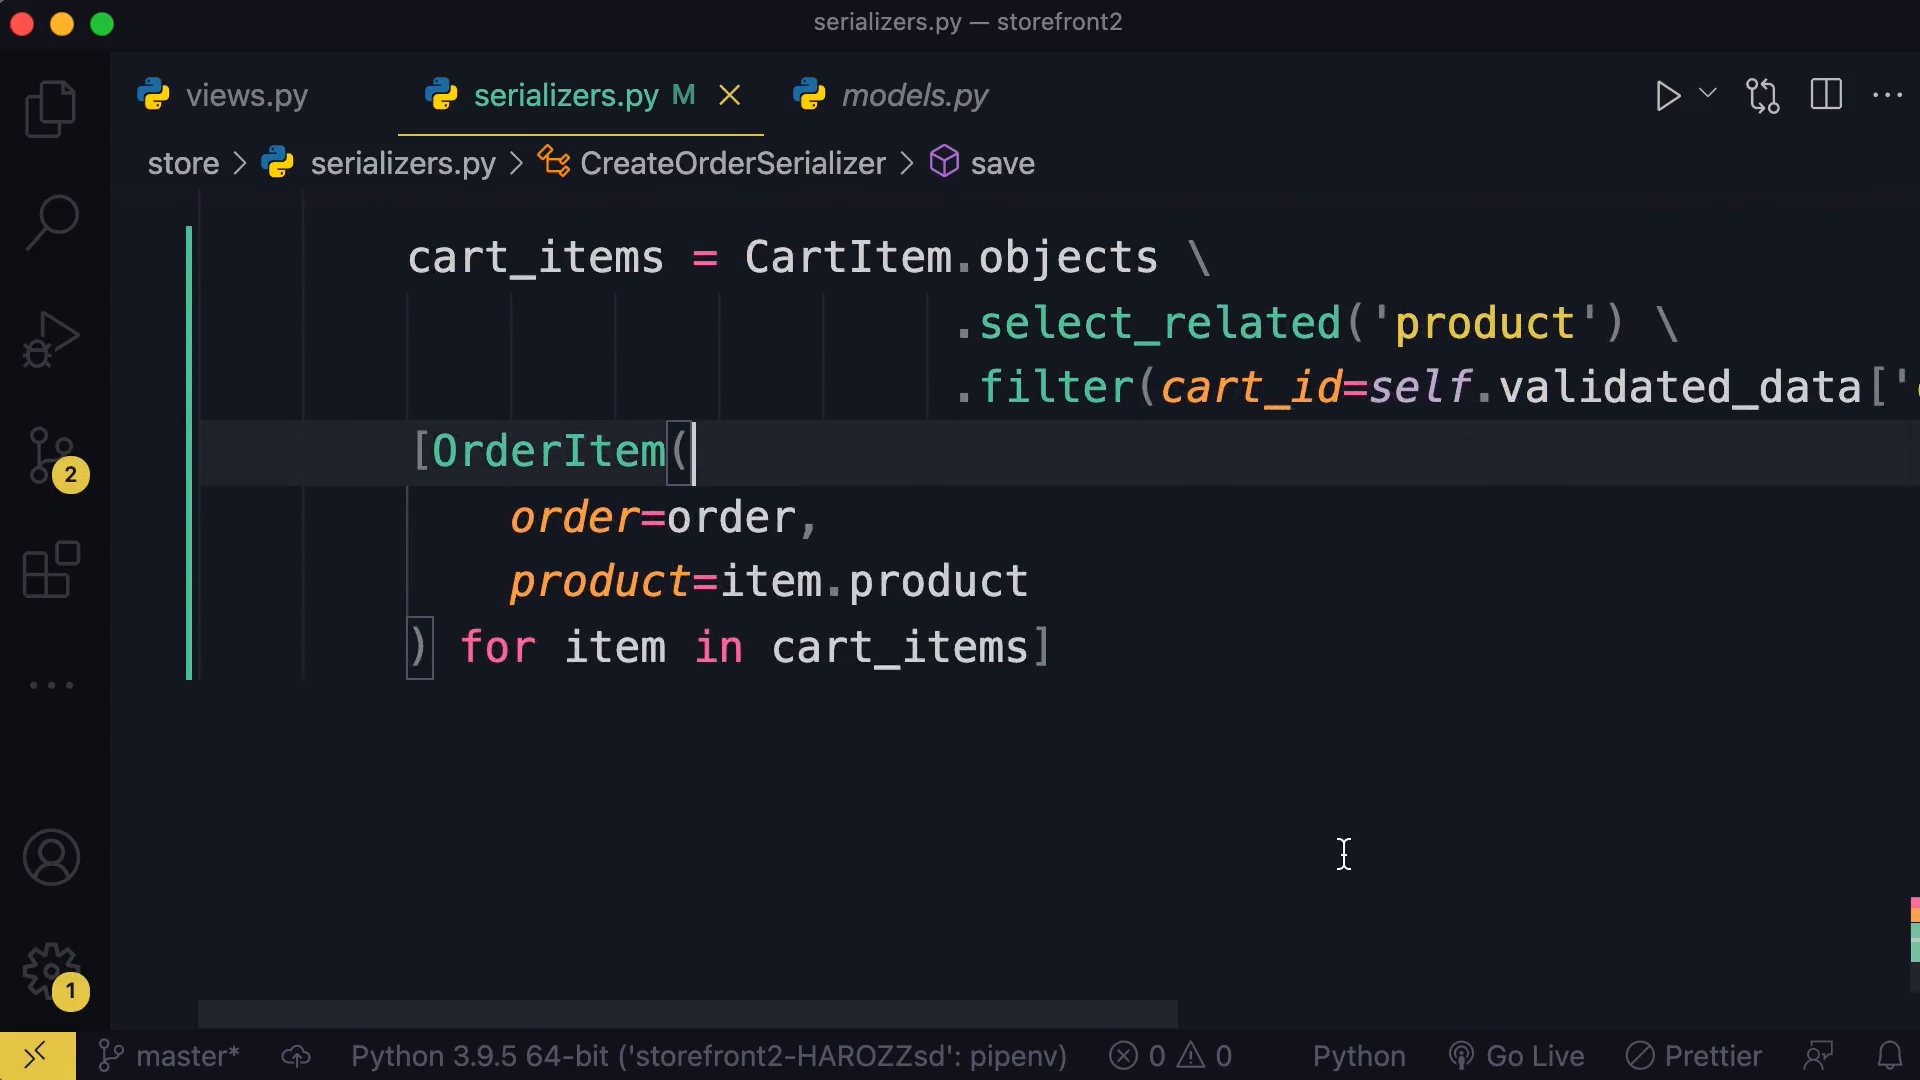 serializers.py — storefront2
views.py
serializers.py M
models.py
store > serializers.py > CreateOrderSerializer > save
cart_items = CartItem.objects \
.select_related('product') \
.filter(cart_id=self.validated_data['
[OrderItem(
order=order,
product=item.product
) for item in cart_items]
2
1
master*
Python 3.9.5 64-bit ('storefront2-HAROZZsd': pipenv)
0
0
Python
Go Live
Prettier